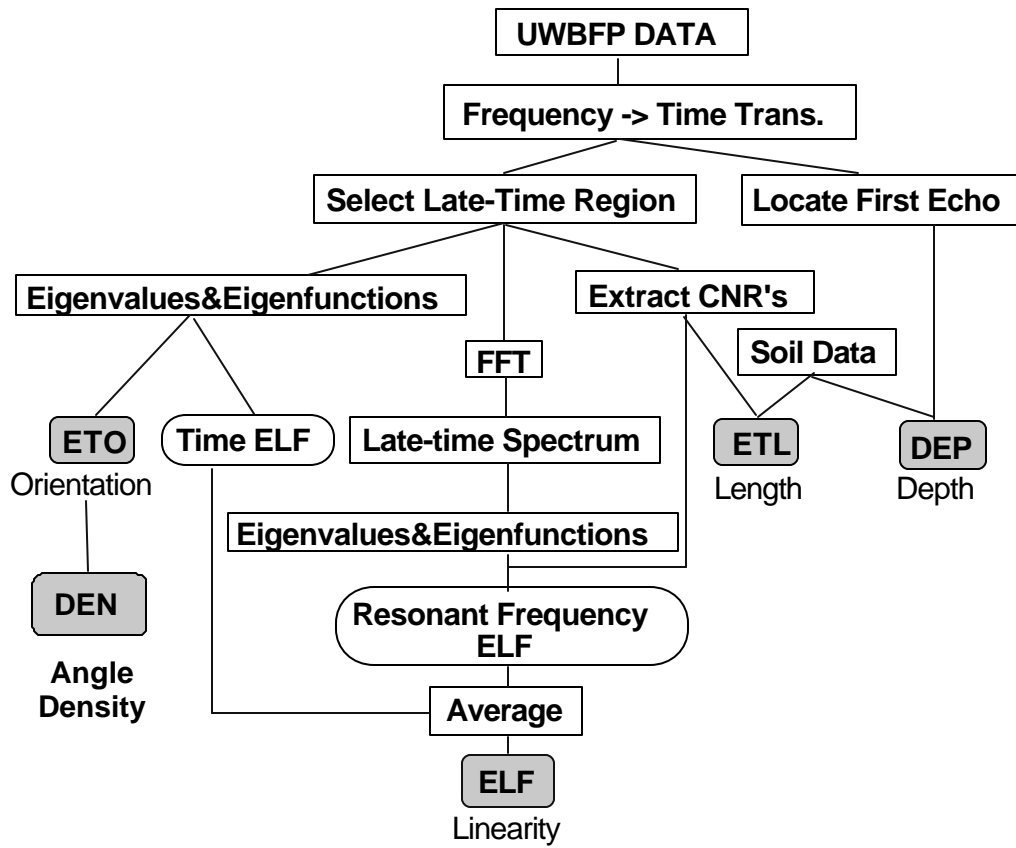 UWBFP DATA
Frequency -> Time Trans.
Select Late-Time Region
Locate First Echo
Eigenvalues&Eigenfunctions
Extract CNR's
Soil Data
FFT
ETO
Time ELF
Late-time Spectrum
ETL
DEP
Orientation
Length
Depth
Eigenvalues&Eigenfunctions
DEN
Resonant Frequency
ELF
Angle
Density
Average
ELF
Linearity